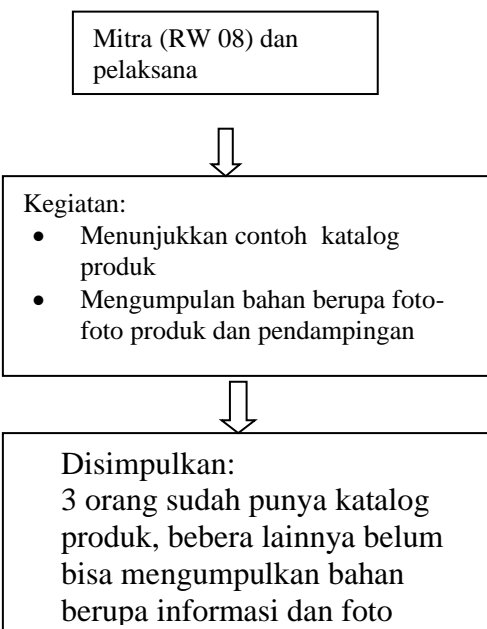 Mitra (RW 08) dan
pelaksana
Kegiatan:
• Menunjukkan contoh katalog
produk
• Mengumpulan bahan berupa foto-
foto produk dan pendampingan
Disimpulkan:
3 orang sudah punya katalog
produk, bebera lainnya belum
bisa mengumpulkan bahan
berupa informasi dan foto